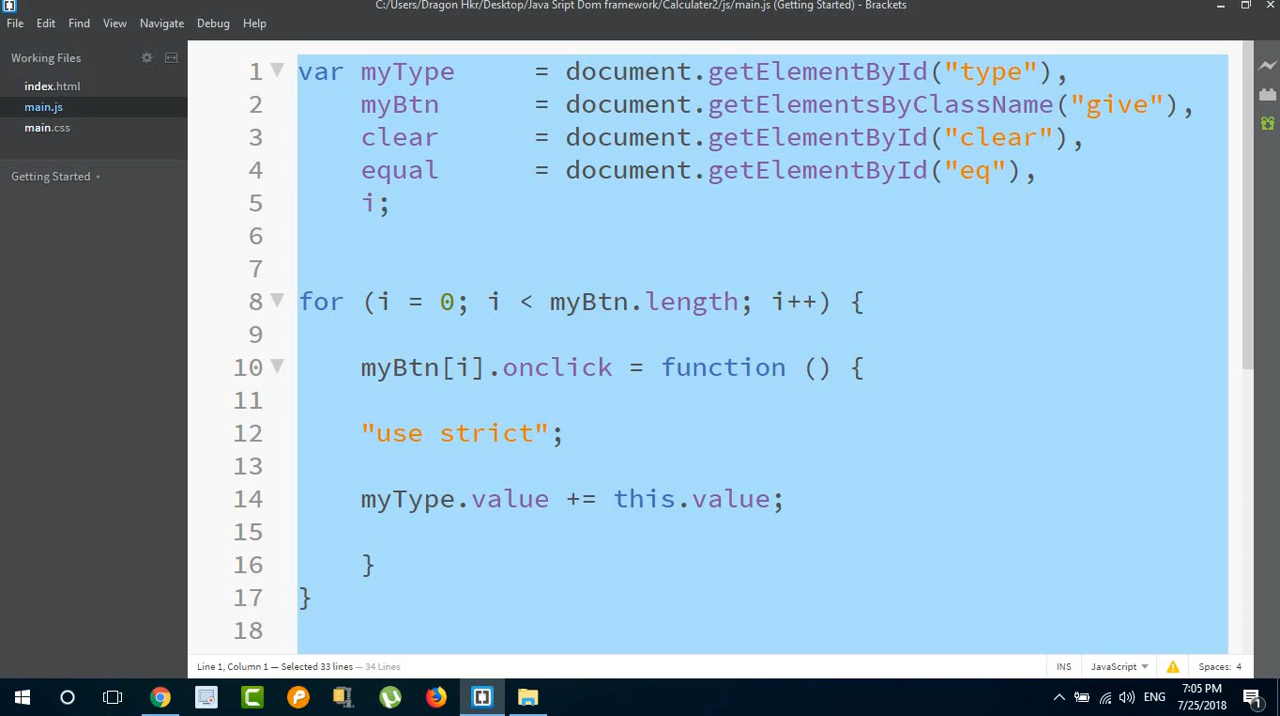 C:/Users/Dragon Hkr/Desktop/Java Sript Dom framework/Calculater2/js/main.js (Getting Started) - Brackets
File Edit Find View Navigate Debug Help
Working Files
index.html
main.js
main.css
Getting Started
1 var myType = document.getElementById("type"),
2 myBtn = document.getElementsByClassName("give"),
3 clear = document.getElementById("clear"),
4 equal = document.getElementById("eq"),
5 i;
6
7
8 for (i = 0; i < myBtn.length; i++) {
9
10 myBtn[i].onclick = function () {
11
12 "use strict";
13
14 myType.value += this.value;
15
16 }
17 }
18
Line 1, Column 1 — Selected 33 lines — 34 Lines
INS JavaScript Spaces: 4
ENG 7:05 PM
7/25/2018
1